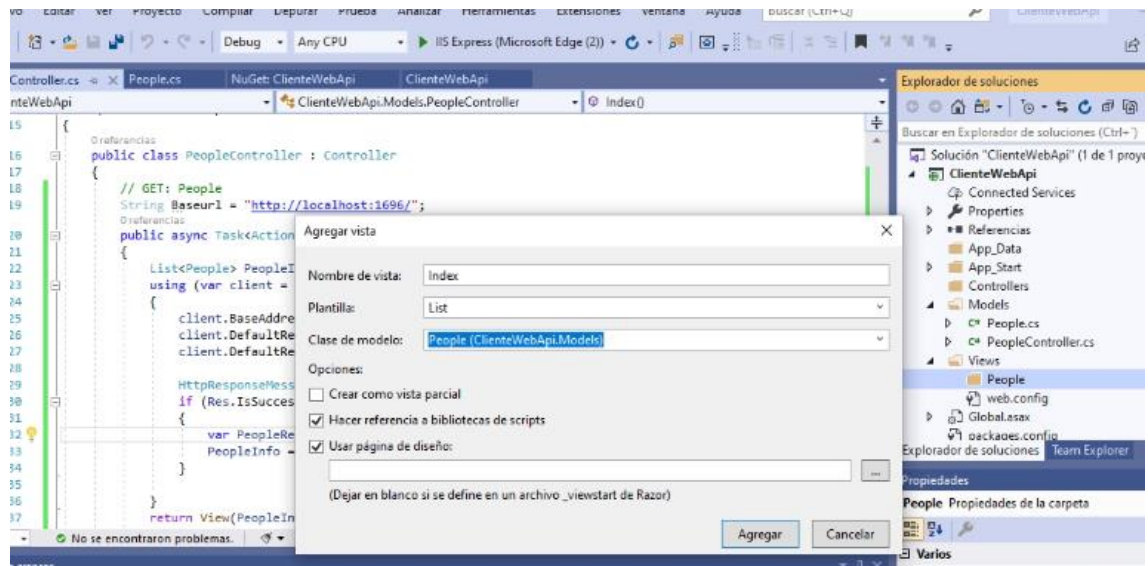 Editar Ver Proyecto Compilar Depurar Prueba Analizar Herramientas Extensiones Ventana Ayuda Buscar (Ctrl+Q) ClienteWebApi
Debug Any CPU IIS Express (Microsoft Edge (2))
Controller.cs People.cs NuGet: ClienteWebApi ClienteWebApi
nteWebApi ClienteWebApi.Models.PeopleController Index()
15 {
0 referencias
16 public class PeopleController : Controller
17 {
18 // GET: People
19 String Baseurl = "http://localhost:1696/";
0 referencias
20 public async Task<Action
21 {
22 List<People> PeopleI
23 using (var client =
24 {
25 client.BaseAddre
26 client.DefaultRe
27 client.DefaultRe
28
29 HttpResponseMess
30 if (Res.IsSucces
31 {
32 var PeopleRe
33 PeopleInfo =
34 }
35
36 }
37 return View(PeopleIn
No se encontraron problemas.
Agregar vista
Nombre de vista: Index
Plantilla: List
Clase de modelo: People (ClienteWebApi.Models)
Opciones:
Crear como vista parcial
Hacer referencia a bibliotecas de scripts
Usar página de diseño:
...
(Dejar en blanco si se define en un archivo _viewstart de Razor)
Agregar Cancelar
Explorador de soluciones
Buscar en Explorador de soluciones (Ctrl+´)
Solución "ClienteWebApi" (1 de 1 proye
ClienteWebApi
Connected Services
Properties
Referencias
App_Data
App_Start
Controllers
Models
C# People.cs
C# PeopleController.cs
Views
People
web.config
Global.asax
packages.config
Explorador de soluciones Team Explorer
Propiedades
People Propiedades de la carpeta
Varios